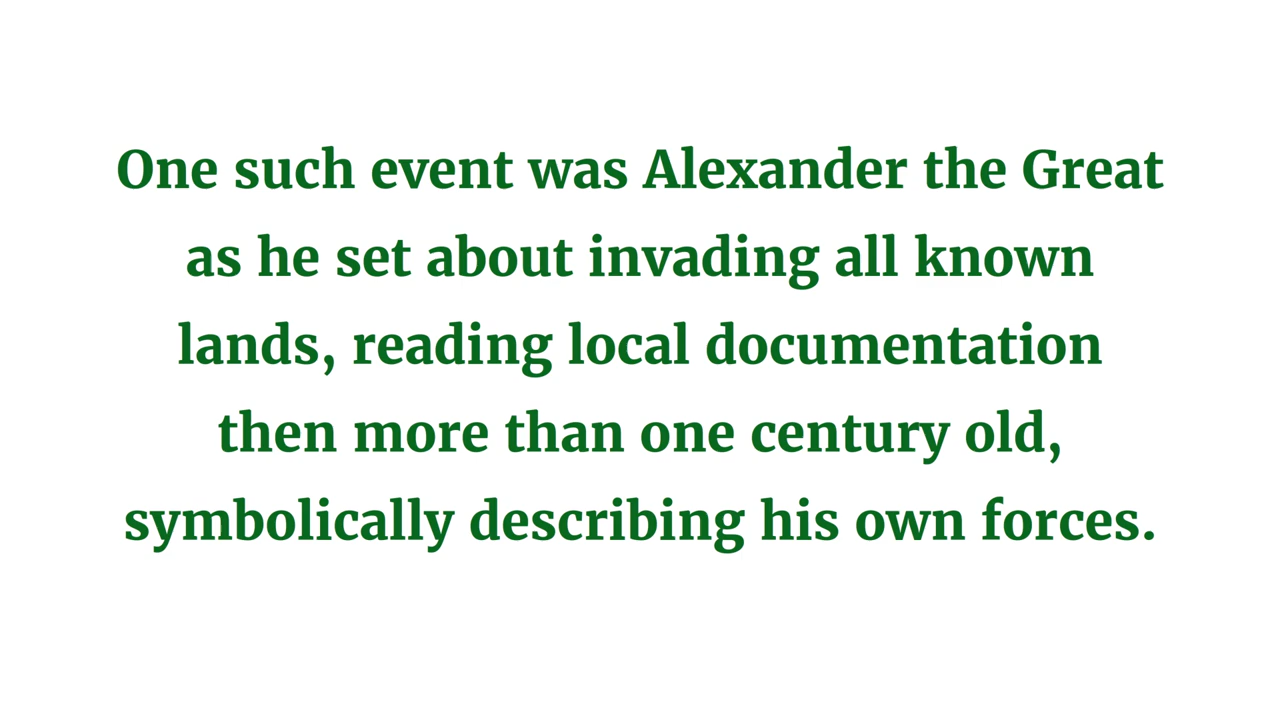 One such event was Alexander the Great
as he set about invading all known
lands, reading local documentation
then more than one century old,
symbolically describing his own forces.